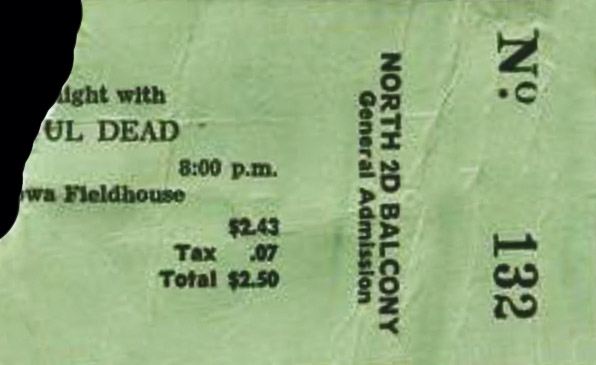 ight with
UL DEAD
8:00 p.m.
wa Fieldhouse
$2.43
Tax .07
Total $2.50
NORTH 2D BALCONY
General Admission
Nº 132